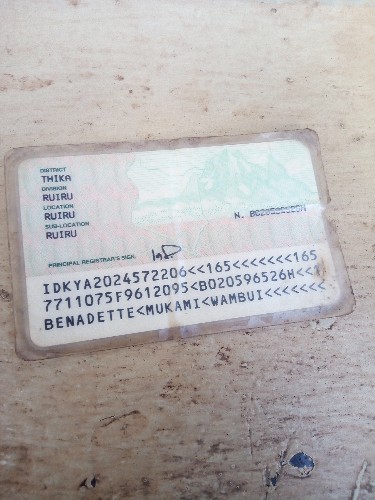 DISTRICT
THIKA
DIVISION
RUIRU
LOCATION
RUIRU
SUB-LOCATION
RUIRU
N. B020596526H
PRINCIPAL REGISTRAR'S SIGN.
IDKYA2024572206<<165<<<<<<<165
7711075F9612095<B020596526H<<1
BENADETTE<MUKAMI<WAMBUI<<<<<<<